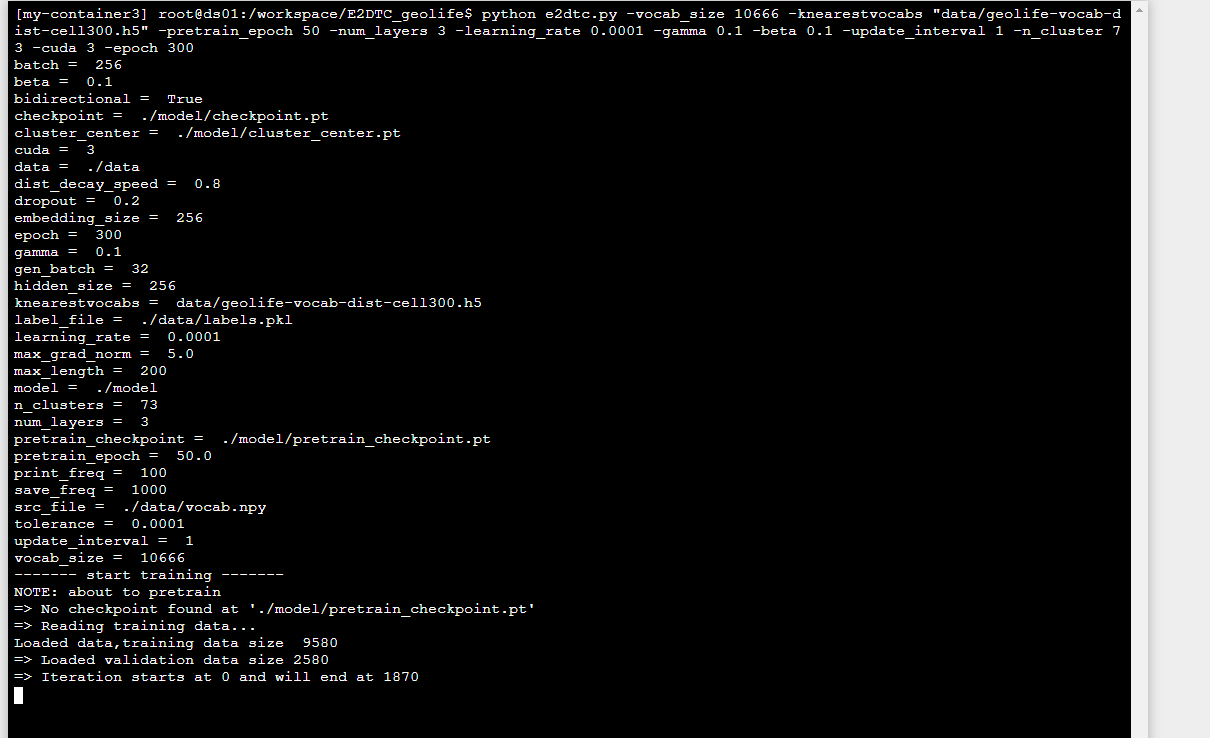 [my-container3] root@ds01:/workspace/E2DTC_geolife$ python e2dtc.py -vocab_size 10666 -knearestvocabs "data/geolife-vocab-d
ist-cell300.h5" -pretrain_epoch 50 -num_layers 3 -learning_rate 0.0001 -gamma 0.1 -beta 0.1 -update_interval 1 -n_cluster 7
3 -cuda 3 -epoch 300
batch =  256
beta =  0.1
bidirectional =  True
checkpoint =  ./model/checkpoint.pt
cluster_center =  ./model/cluster_center.pt
cuda =  3
data =  ./data
dist_decay_speed =  0.8
dropout =  0.2
embedding_size =  256
epoch =  300
gamma =  0.1
gen_batch =  32
hidden_size =  256
knearestvocabs =  data/geolife-vocab-dist-cell300.h5
label_file =  ./data/labels.pkl
learning_rate =  0.0001
max_grad_norm =  5.0
max_length =  200
model =  ./model
n_clusters =  73
num_layers =  3
pretrain_checkpoint =  ./model/pretrain_checkpoint.pt
pretrain_epoch =  50.0
print_freq =  100
save_freq =  1000
src_file =  ./data/vocab.npy
tolerance =  0.0001
update_interval =  1
vocab_size =  10666
------- start training -------
NOTE: about to pretrain
=> No checkpoint found at './model/pretrain_checkpoint.pt'
=> Reading training data...
Loaded data,training data size  9580
=> Loaded validation data size 2580
=> Iteration starts at 0 and will end at 1870